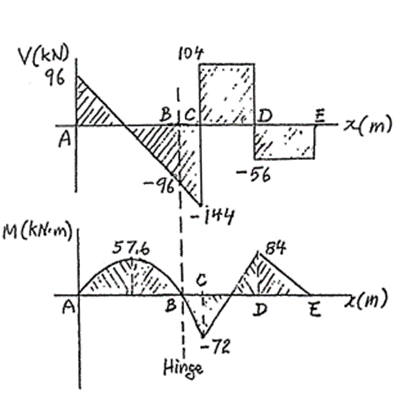 V(kN)
96
104
A B C D E x(m)
-96
-144
-56
M(kN·m)
57.6
84
C
A B D E x(m)
-72
Hinge